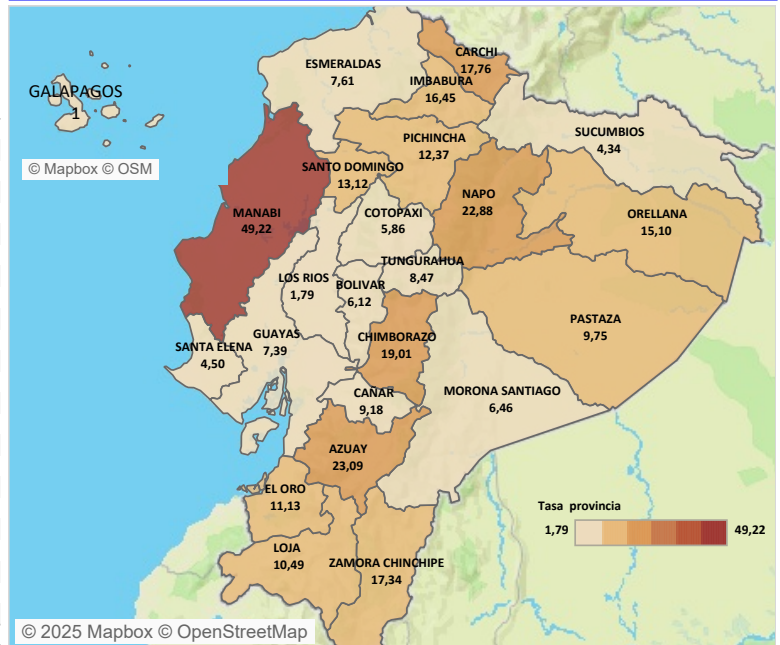 CARCHI
17,76
ESMERALDAS
7,61
IMBABURA
16,45
GALAPAGOS
1
© Mapbox © OSM
PICHINCHA
12,37
SUCUMBIOS
4,34
SANTO DOMINGO
13,12
NAPO
22,88
MANABI
49,22
COTOPAXI
5,86
ORELLANA
15,10
TUNGURAHUA
8,47
LOS RIOS
1,79
BOLIVAR
6,12
PASTAZA
9,75
GUAYAS
7,39
CHIMBORAZO
19,01
SANTA ELENA
4,50
CAÑAR
9,18
MORONA SANTIAGO
6,46
AZUAY
23,09
EL ORO
11,13
Tasa provincia
1,79 49,22
LOJA
10,49
ZAMORA CHINCHIPE
17,34
© 2025 Mapbox © OpenStreetMap